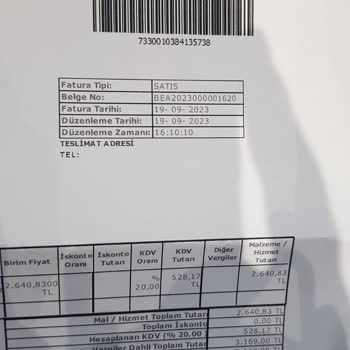 7330010384135738
Fatura Tipi: SATIS
Belge No: BEA2023000001620
Fatura Tarihi: 19- 09- 2023
Düzenleme Tarihi: 19- 09- 2023
Düzenleme Zamanı: 16:10:10
TESLİMAT ADRESİ
TEL:
Birim Fiyat İskonto Oranı İskonto Tutarı KDV Oranı KDV Tutarı Diğer Vergiler Malzeme / Hizmet Tutarı
2.640,8300 TL % 20,00 528,17 TL 2.640,83 TL
Mal / Hizmet Toplam Tutarı 2.640,83 TL
Toplam İskonto 0,00 TL
Hesaplanan KDV (% 20.00 528,17 TL
Vergiler Dahil Toplam Tutar 3.169,00 TL